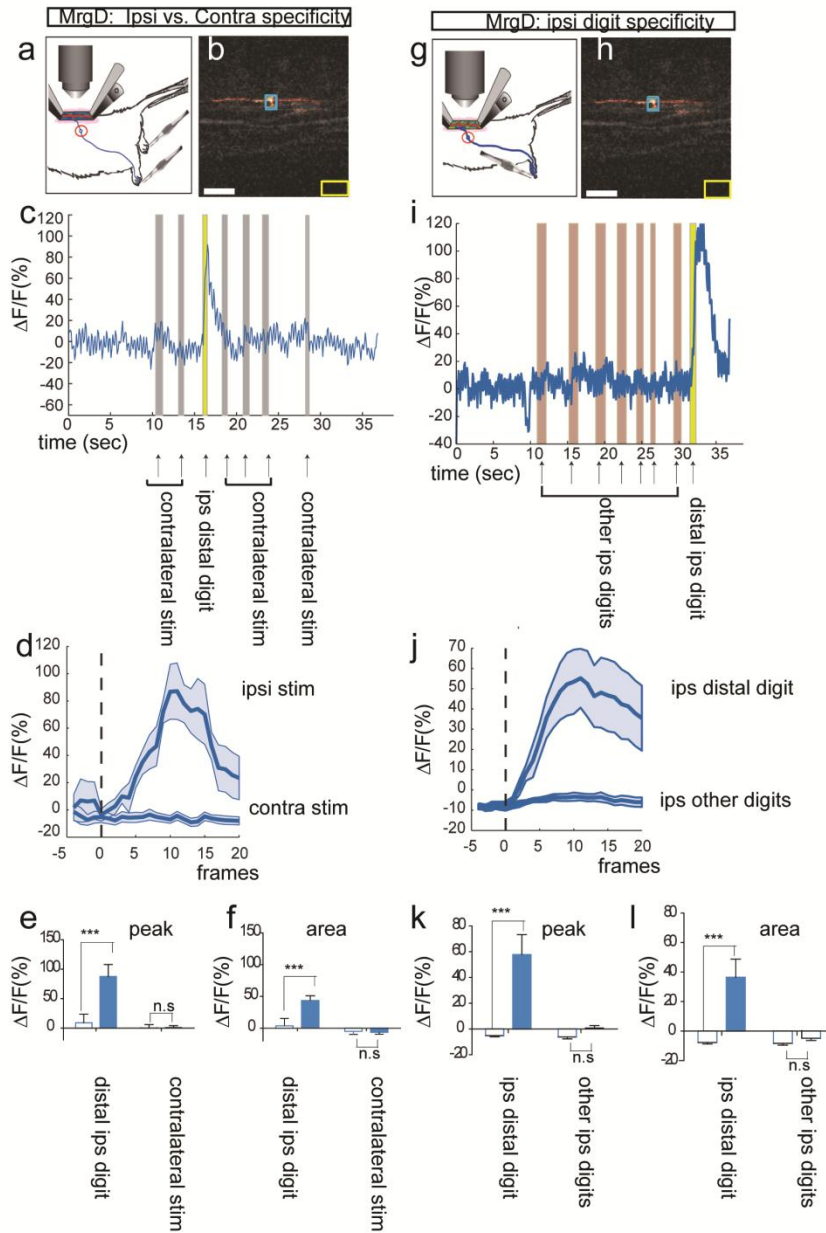 MrgD: Ipsi vs. Contra specificity
a
b
c
120
100
80
60
40
20
0
-20
-40
-60
ΔF/F(%)
0 5 10 15 20 25 30 35
time (sec)
contralateral stim
ips distal digit
contralateral stim
contralateral stim
d
120
100
80
60
40
20
0
-20
ΔF/F(%)
ipsi stim
contra stim
-5 0 5 10 15 20
frames
e
peak
150
100
50
0
ΔF/F(%)
***
n.s
distal ips digit
contralateral stim
f
area
150
100
50
0
ΔF/F(%)
***
n.s
distal ips digit
contralateral stim
MrgD: ipsi digit specificity
g
h
i
120
100
80
60
40
20
0
-20
-40
ΔF/F(%)
0 5 10 15 20 25 30 35
time (sec)
other ips digits
distal ips digit
j
70
60
50
40
30
20
10
0
-10
-20
ΔF/F(%)
ips distal digit
ips other digits
-5 0 5 10 15 20
frames
k
peak
80
60
40
20
0
-20
ΔF/F(%)
***
n.s
ips distal digit
other ips digits
l
area
80
60
40
20
0
-20
ΔF/F(%)
***
n.s
ips distal digit
other ips digits